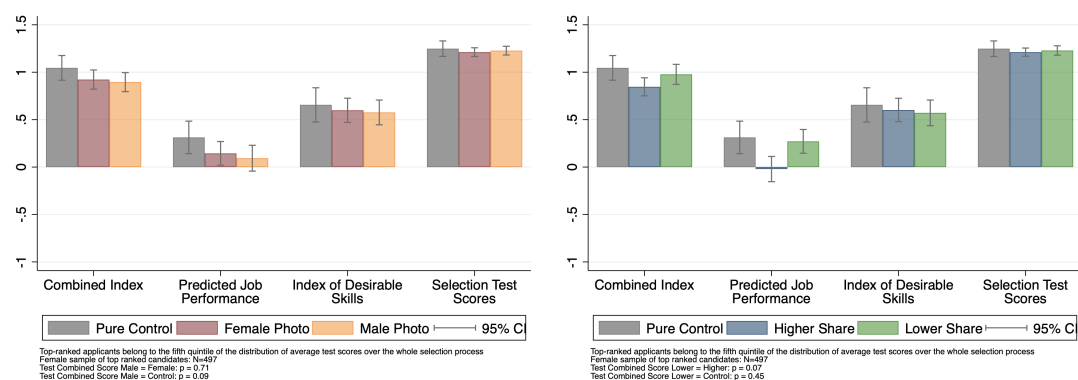 1.5
1
.5
0
-.5
-1
Combined Index
Predicted Job
Performance
Index of Desirable
Skills
Selection Test
Scores
Pure Control
Female Photo
Male Photo
95% CI
Top-ranked applicants belong to the fifth quintile of the distribution of average test scores over the whole selection process
Female sample of top ranked candidates: N=497
Test Combined Score Male = Female: p = 0.71
Test Combined Score Male = Control: p = 0.09
1.5
1
.5
0
-.5
-1
Combined Index
Predicted Job
Performance
Index of Desirable
Skills
Selection Test
Scores
Pure Control
Higher Share
Lower Share
95% CI
Top-ranked applicants belong to the fifth quintile of the distribution of average test scores over the whole selection process
Female sample of top ranked candidates: N=497
Test Combined Score Lower = Higher: p = 0.07
Test Combined Score Lower = Control: p = 0.45